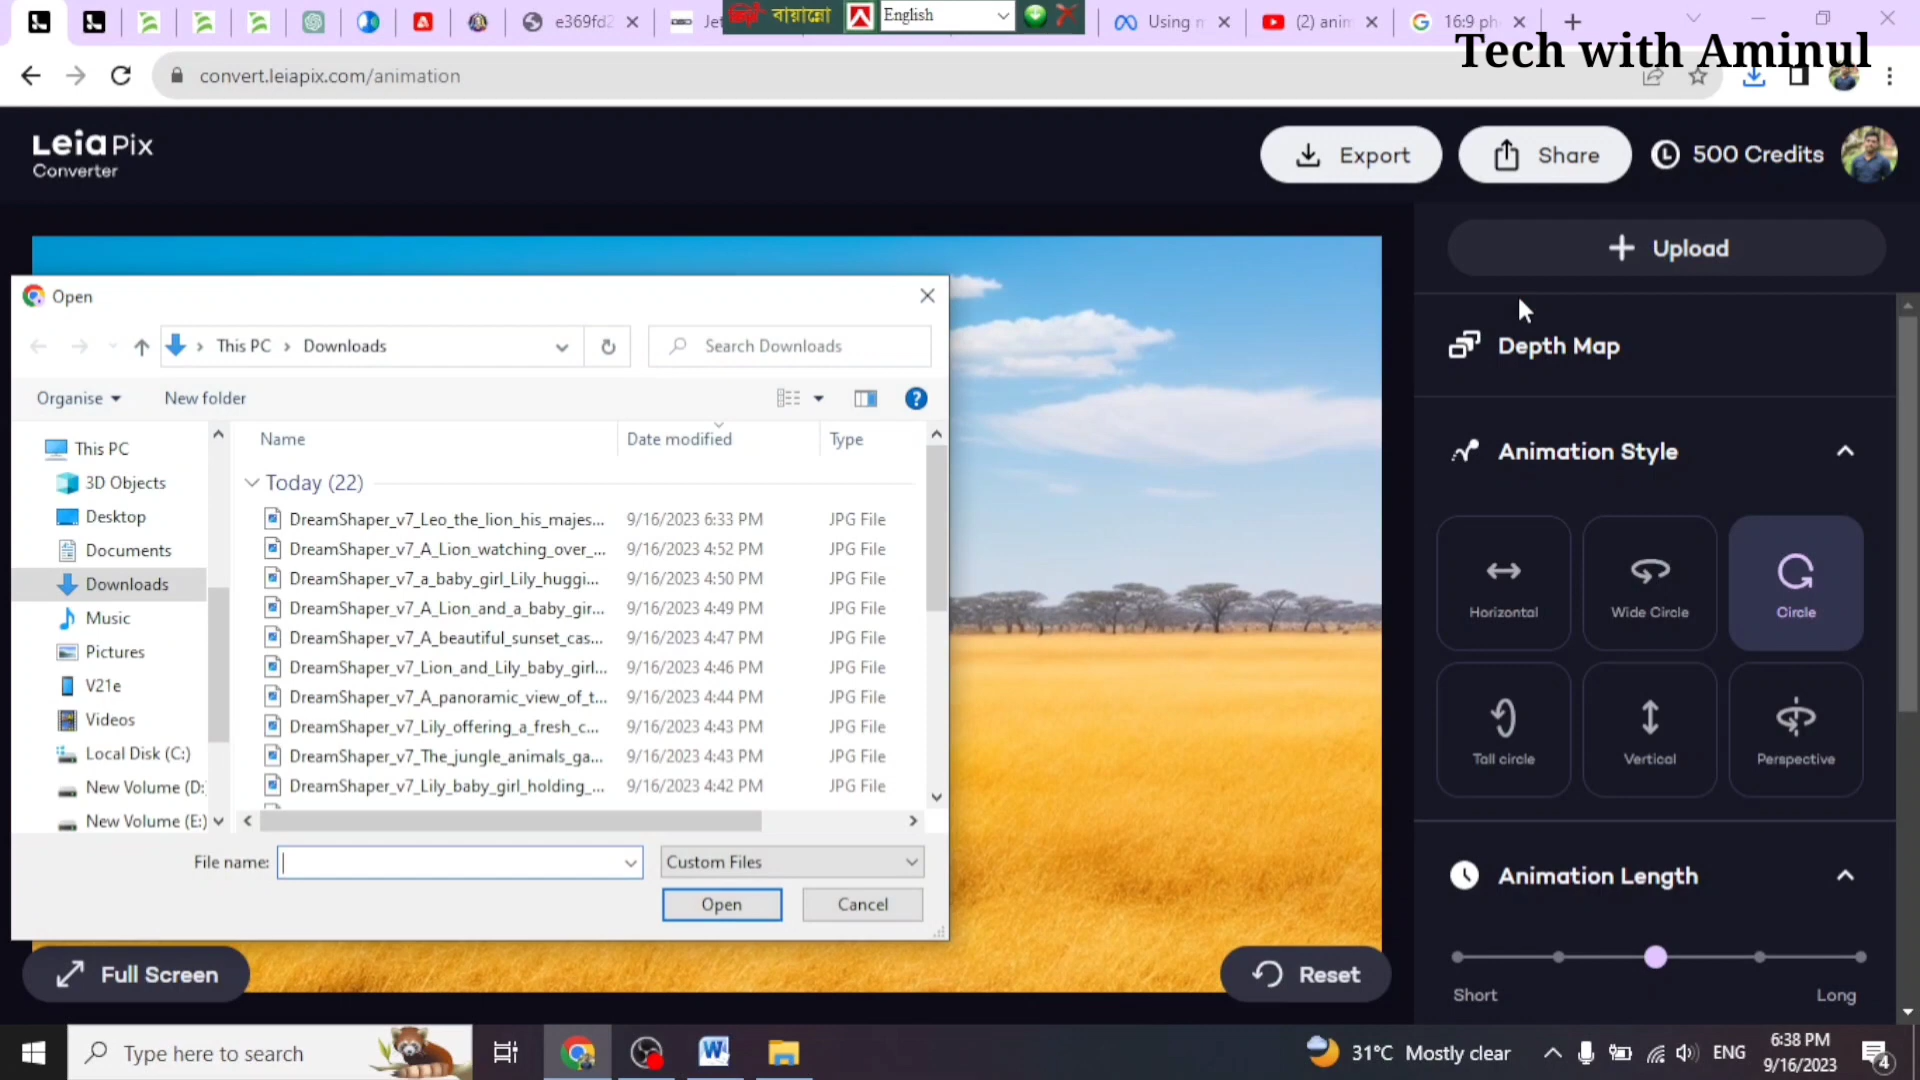 e369fd2
Jet
বায়ান্নো
English
Using m
(2) anim
16:9 ph
Tech with Aminul
convert.leiapix.com/animation
Leia Pix
Converter
Export
Share
500 Credits
Upload
Depth Map
Animation Style
Horizontal
Wide Circle
Circle
Tall circle
Vertical
Perspective
Animation Length
Short
Long
Open
This PC
Downloads
Search Downloads
Organise
New folder
This PC
3D Objects
Desktop
Documents
Downloads
Music
Pictures
V21e
Videos
Local Disk (C:)
New Volume (D:
New Volume (E:)
Name
Date modified
Type
Today (22)
DreamShaper_v7_Leo_the_lion_his_majes... 9/16/2023 6:33 PM JPG File
DreamShaper_v7_A_Lion_watching_over_... 9/16/2023 4:52 PM JPG File
DreamShaper_v7_a_baby_girl_Lily_huggi... 9/16/2023 4:50 PM JPG File
DreamShaper_v7_A_Lion_and_a_baby_gir... 9/16/2023 4:49 PM JPG File
DreamShaper_v7_A_beautiful_sunset_cas... 9/16/2023 4:47 PM JPG File
DreamShaper_v7_Lion_and_Lily_baby_girl... 9/16/2023 4:46 PM JPG File
DreamShaper_v7_A_panoramic_view_of_t... 9/16/2023 4:44 PM JPG File
DreamShaper_v7_Lily_offering_a_fresh_c... 9/16/2023 4:43 PM JPG File
DreamShaper_v7_The_jungle_animals_ga... 9/16/2023 4:43 PM JPG File
DreamShaper_v7_Lily_baby_girl_holding_... 9/16/2023 4:42 PM JPG File
File name:
Custom Files
Open
Cancel
Full Screen
Reset
Type here to search
31°C Mostly clear
ENG
6:38 PM
9/16/2023
4